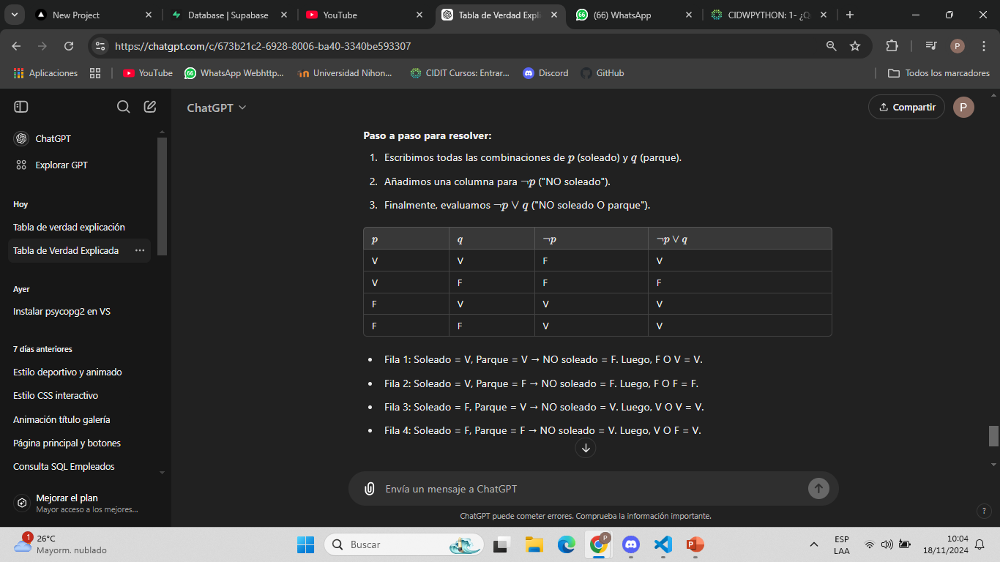 New Project
Database | Supabase
YouTube
Tabla de Verdad Expli
(66) WhatsApp
CIDWPYTHON: 1- ¿Q
https://chatgpt.com/c/673b21c2-6928-8006-ba40-3340be593307
P
Aplicaciones
YouTube
66 WhatsApp Webhttp...
Universidad Nihon...
CIDIT Cursos: Entrar...
Discord
GitHub
Todos los marcadores
ChatGPT
Compartir
P
ChatGPT
Explorar GPT
Hoy
Tabla de verdad explicación
Tabla de Verdad Explicada
Ayer
Instalar psycopg2 en VS
7 días anteriores
Estilo deportivo y animado
Estilo CSS interactivo
Animación título galería
Página principal y botones
Consulta SQL Empleados
Mejorar el plan
Mayor acceso a los mejores...
Paso a paso para resolver:
1. Escribimos todas las combinaciones de p (soleado) y q (parque).
2. Añadimos una columna para ¬p ("NO soleado").
3. Finalmente, evaluamos ¬p ∨ q ("NO soleado O parque").
p q ¬p ¬p ∨ q
V V F V
V F F F
F V V V
F F V V
• Fila 1: Soleado = V, Parque = V → NO soleado = F. Luego, F O V = V.
• Fila 2: Soleado = V, Parque = F → NO soleado = F. Luego, F O F = F.
• Fila 3: Soleado = F, Parque = V → NO soleado = V. Luego, V O V = V.
• Fila 4: Soleado = F, Parque = F → NO soleado = V. Luego, V O F = V.
Envía un mensaje a ChatGPT
ChatGPT puede cometer errores. Comprueba la información importante.
?
1
26°C
Mayorm. nublado
Buscar
P
ESP
LAA
10:04
18/11/2024